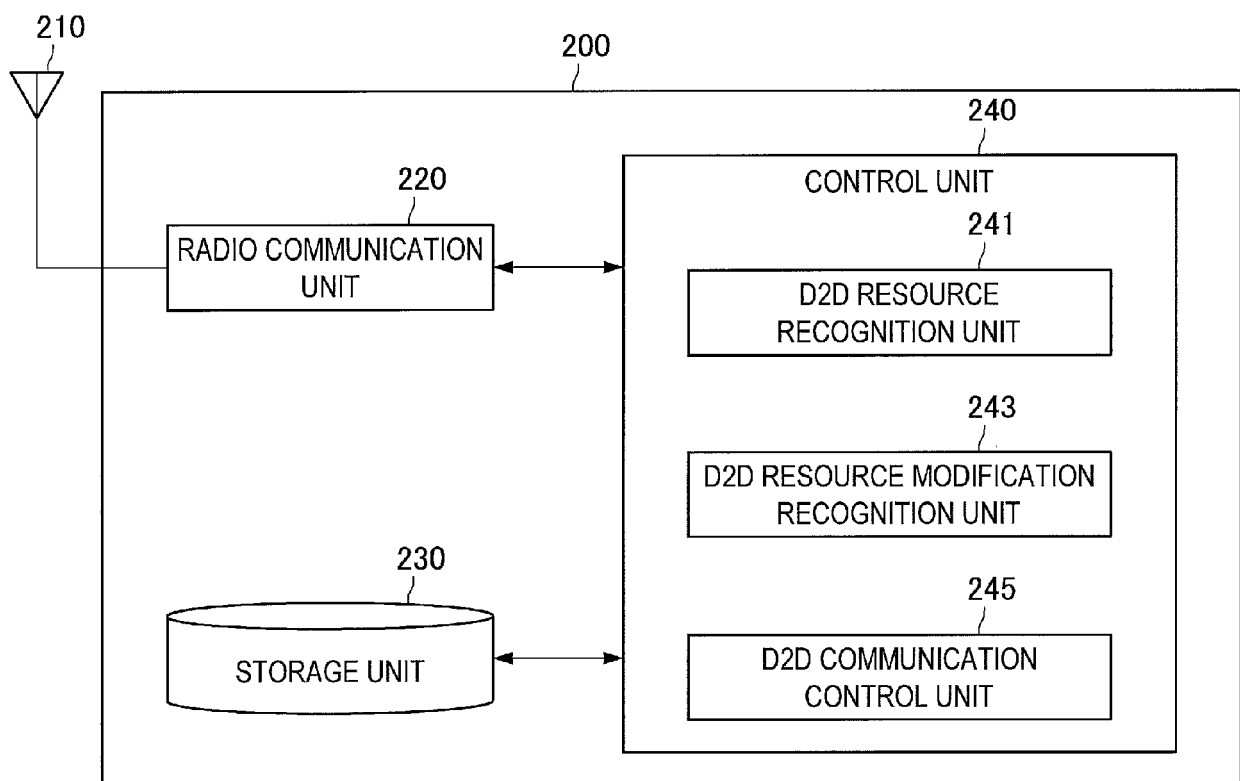 210
200
240
CONTROL UNIT
220
RADIO COMMUNICATION
UNIT
241
D2D RESOURCE
RECOGNITION UNIT
243
D2D RESOURCE MODIFICATION
RECOGNITION UNIT
230
STORAGE UNIT
245
D2D COMMUNICATION
CONTROL UNIT